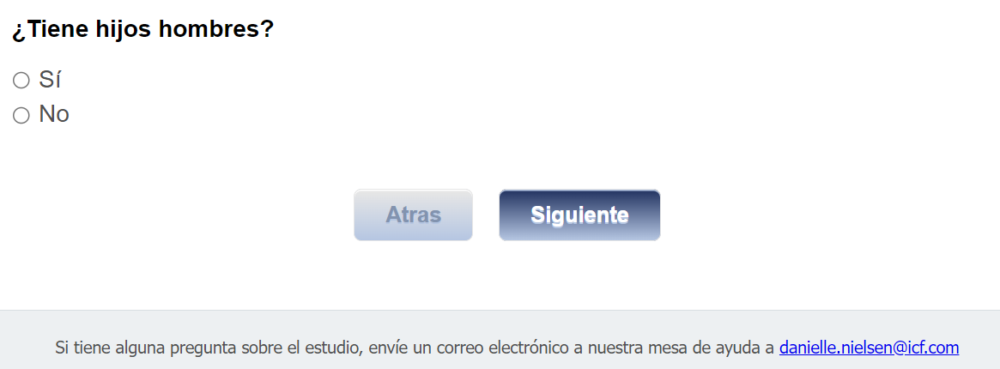 ¿Tiene hijos hombres?
Sí
No
Atras Siguiente
Si tiene alguna pregunta sobre el estudio, envíe un correo electrónico a nuestra mesa de ayuda a danielle.nielsen@icf.com